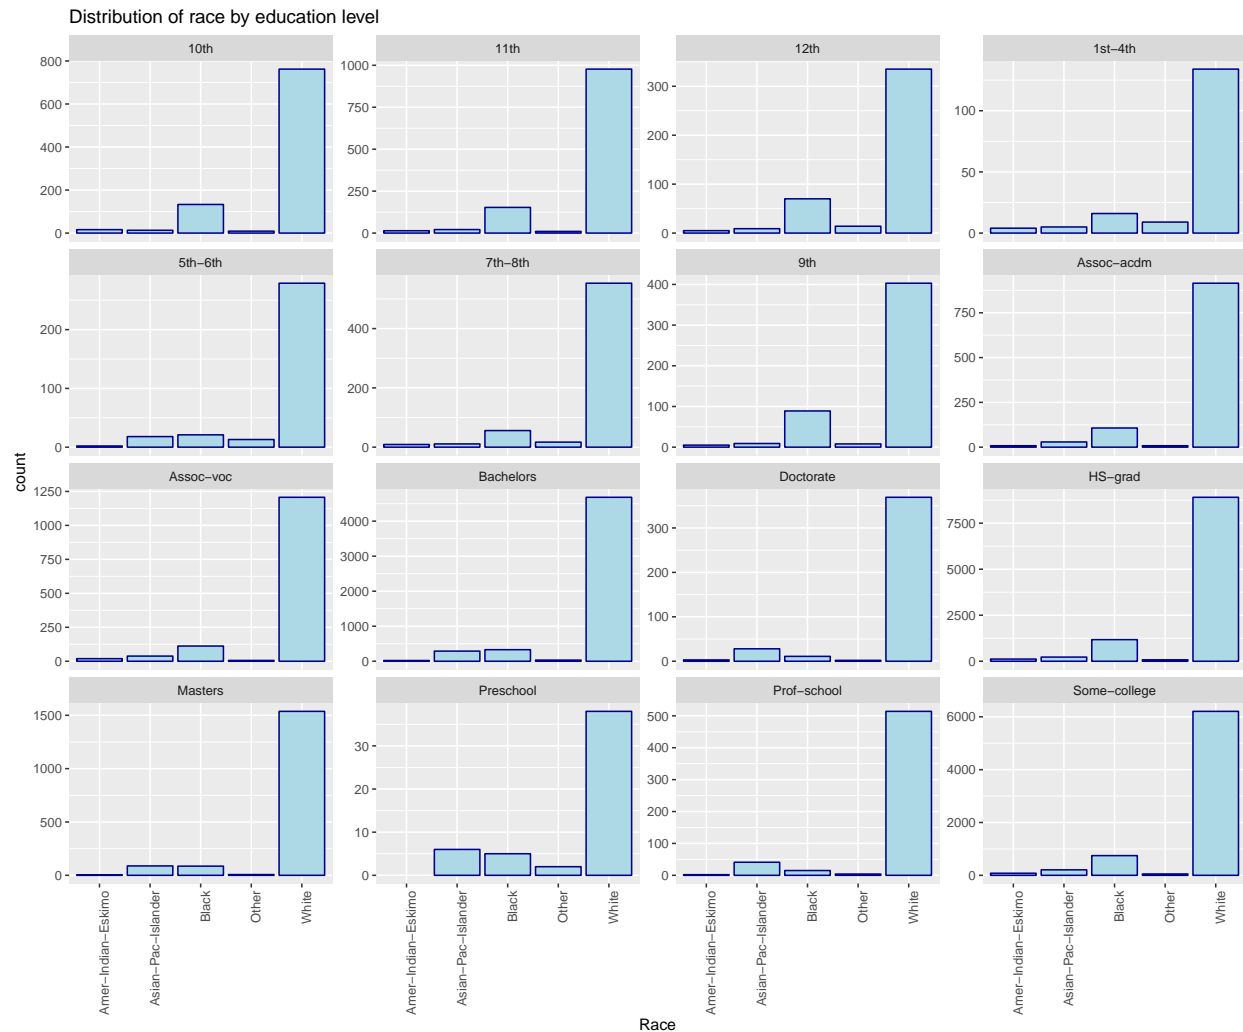 Distribution of race by education level
10th 11th 12th 1st−4th
800 1000 300 100
600 750 200 50
400 500 100 0
200 250 0
0 0
5th−6th 7th−8th 9th Assoc−acdm
200 400 400 750
100 200 300 500
0 0 200 250
100 0
0
count
Assoc−voc Bachelors Doctorate HS−grad
1250 4000 300 7500
1000 3000 200 5000
750 2000 100 2500
500 1000 0 0
250 0
0
Masters Preschool Prof−school Some−college
1500 30 500 6000
1000 20 400 4000
500 10 300 2000
0 0 200 0
100
0
Amer−Indian−Eskimo Asian−Pac−Islander Black Other White
Amer−Indian−Eskimo Asian−Pac−Islander Black Other White
Amer−Indian−Eskimo Asian−Pac−Islander Black Other White
Amer−Indian−Eskimo Asian−Pac−Islander Black Other White
Race